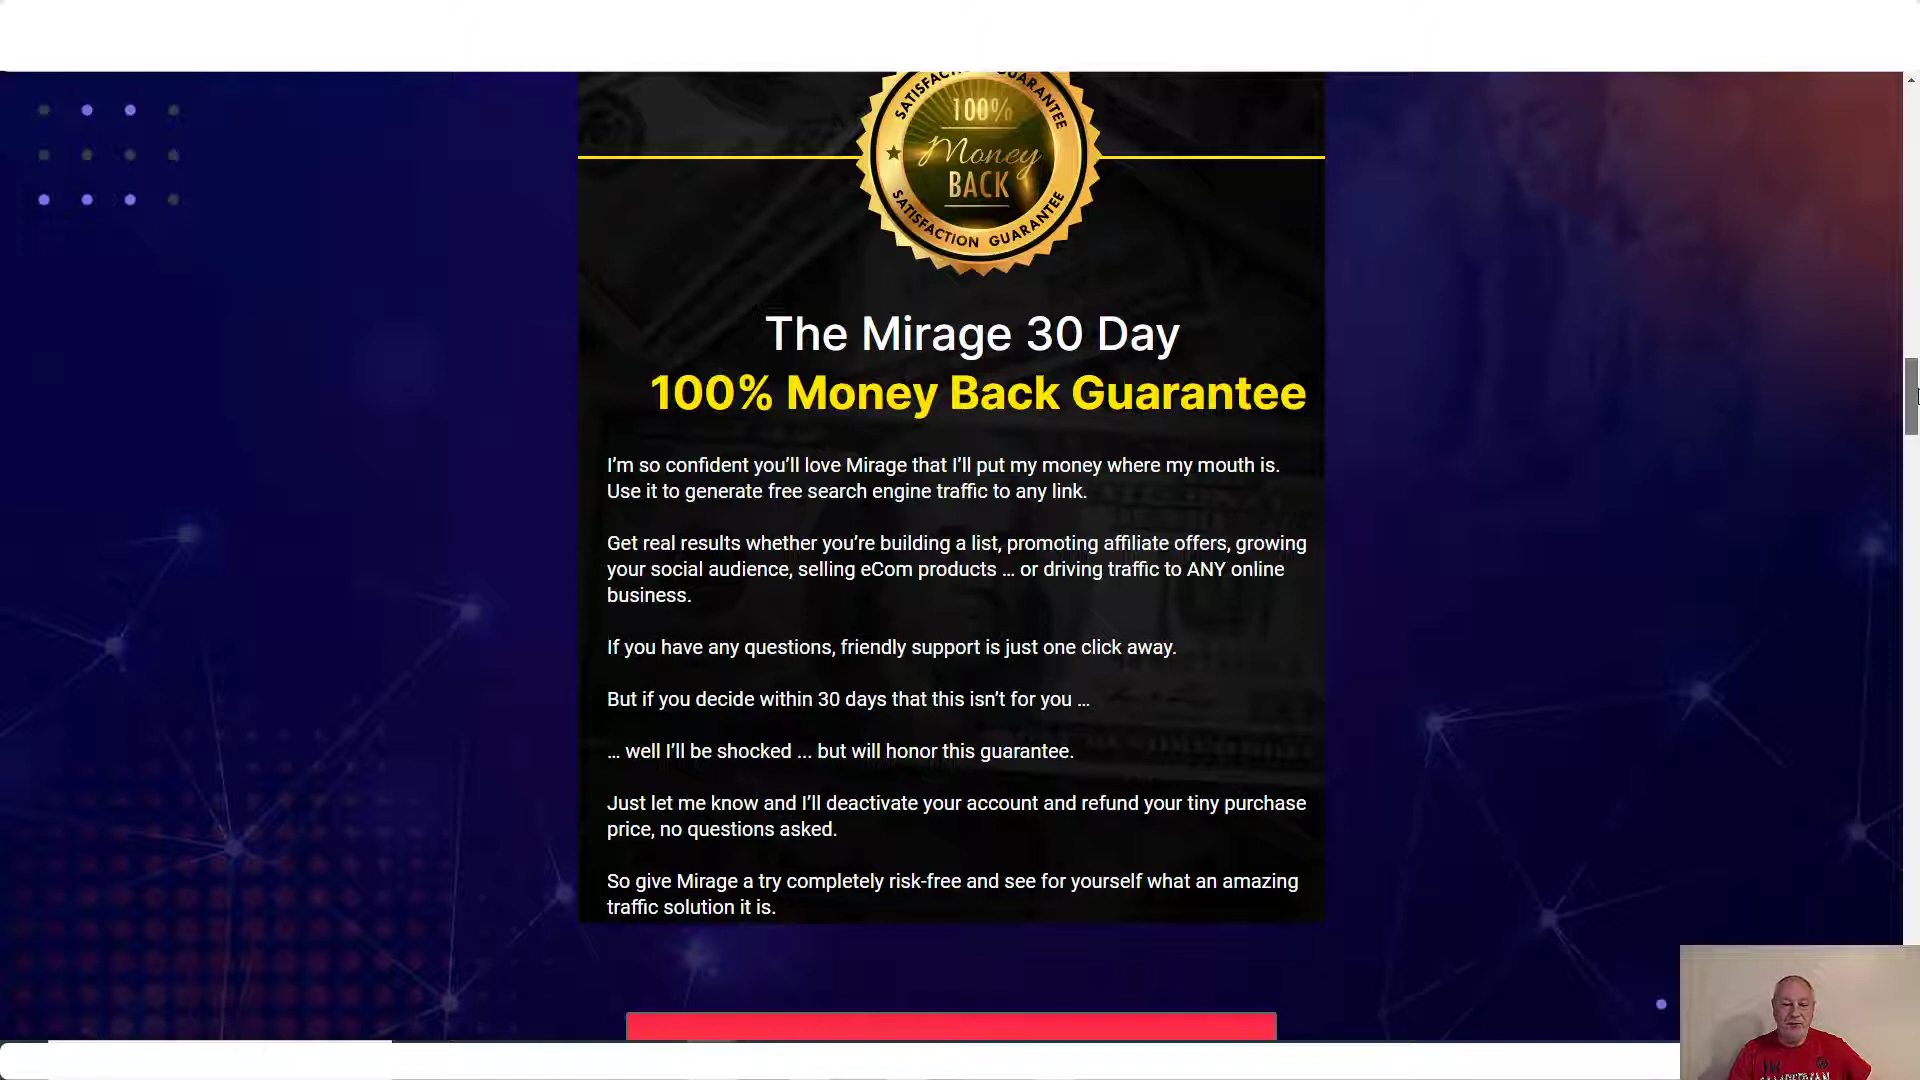 SATISFACTION GUARANTEE
100%
Money
BACK
SATISFACTION GUARANTEE
The Mirage 30 Day
100% Money Back Guarantee
I’m so confident you’ll love Mirage that I’ll put my money where my mouth is.
Use it to generate free search engine traffic to any link.
Get real results whether you’re building a list, promoting affiliate offers, growing
your social audience, selling eCom products … or driving traffic to ANY online
business.
If you have any questions, friendly support is just one click away.
But if you decide within 30 days that this isn’t for you …
… well I’ll be shocked ... but will honor this guarantee.
Just let me know and I’ll deactivate your account and refund your tiny purchase
price, no questions asked.
So give Mirage a try completely risk-free and see for yourself what an amazing
traffic solution it is.